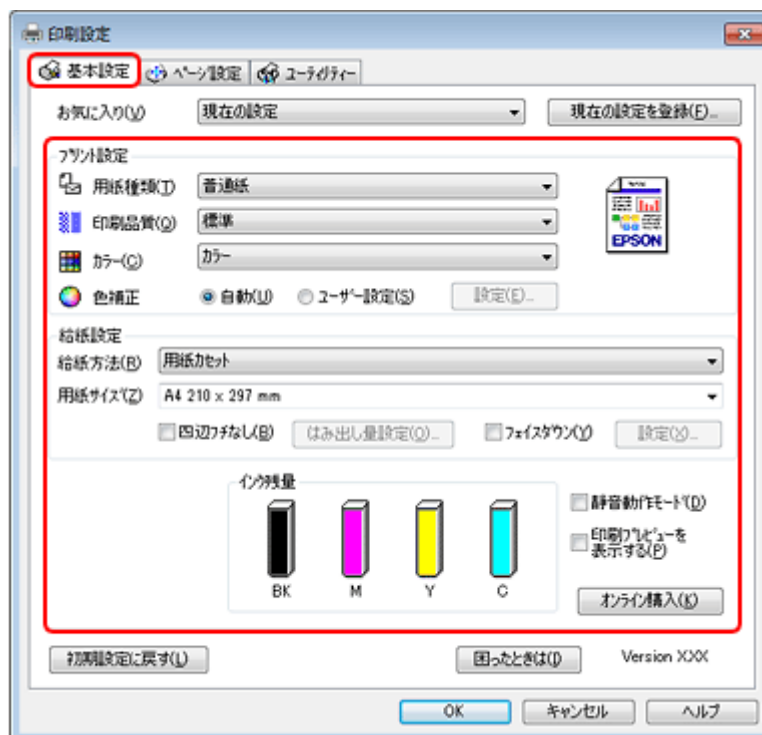 印刷設定
基本設定 ページ設定 ユーティリティー
お気に入り(V) 現在の設定 現在の設定を登録(F)...
プリント設定
用紙種類(T) 普通紙
印刷品質(Q) 標準
EPSON
カラー(C) カラー
色補正 自動(U) ユーザー設定(S) 設定(E)...
給紙設定
給紙方法(R) 用紙カセット
用紙サイズ(Z) A4 210 x 297 mm
四辺フチなし(B) はみ出し量設定(O)... フェイスダウン(Y) 設定(X)...
インク残量
静音動作モード(D)
印刷プレビューを
表示する(P)
BK M Y C
オンライン購入(K)
初期設定に戻す(L) 困ったときは(I) Version X.XX
OK キャンセル ヘルプ